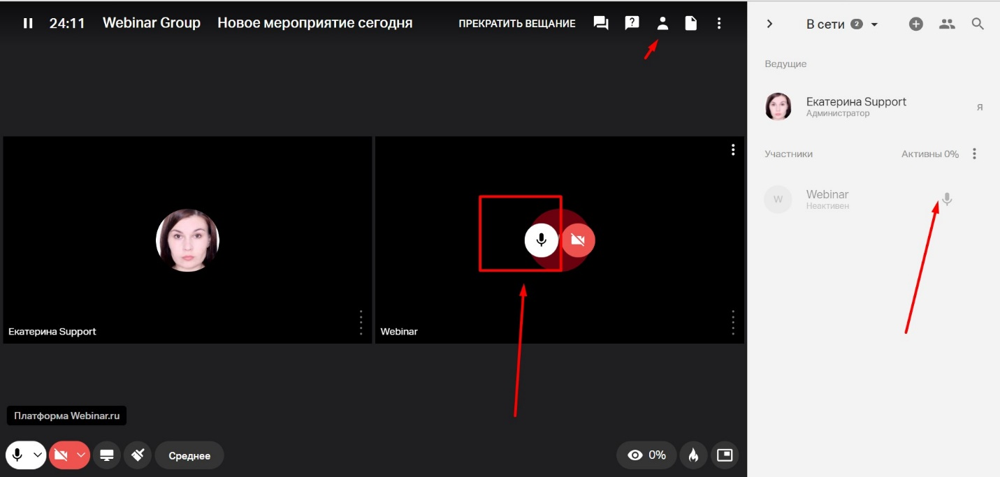 24:11 Webinar Group Новое мероприятие сегодня ПРЕКРАТИТЬ ВЕЩАНИЕ ?
В сети 2
Ведущие
Екатерина Support
Администратор
Я
Участники Активны 0%
W
Webinar
Неактивен
Екатерина Support
Webinar
Платформа Webinar.ru
Среднее
0%